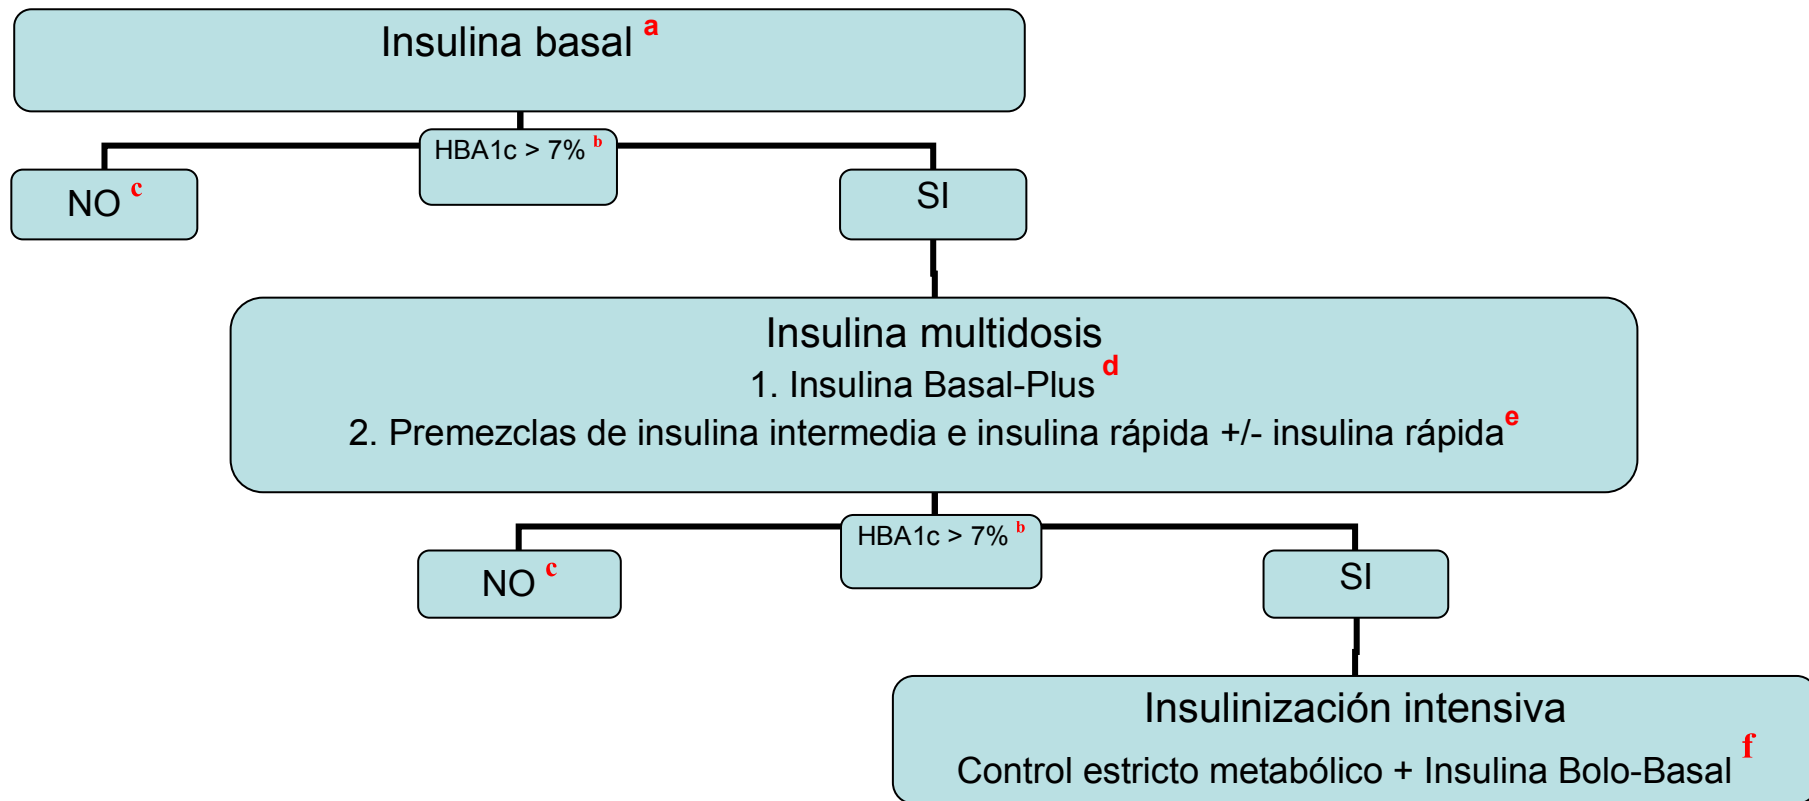 Insulina basal a
HBA1c > 7% b
NO c
SI
Insulina multidosis
1. Insulina Basal-Plus d
2. Premezclas de insulina intermedia e insulina rápida +/- insulina rápida e
HBA1c > 7% b
NO c
SI
Insulinización intensiva
Control estricto metabólico + Insulina Bolo-Basal f